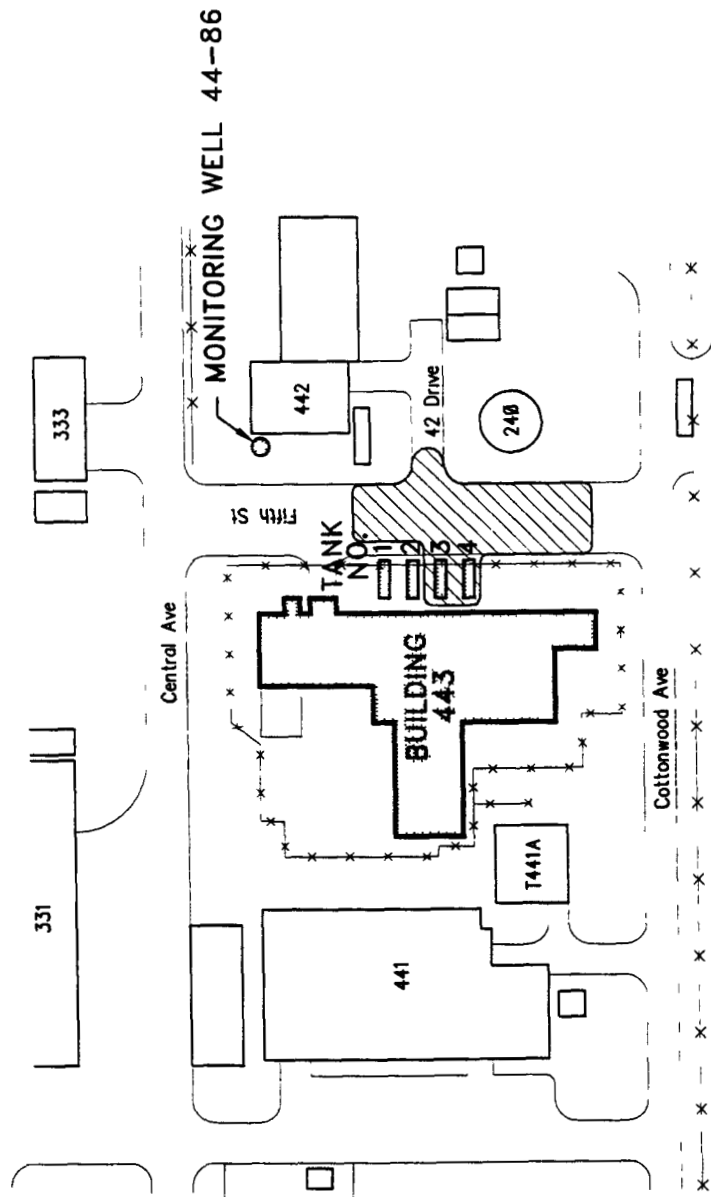 MONITORING WELL 44-86
333
442
42 Drive
240
Fifth St
TANK
NO.
1
2
3
4
Central Ave
BUILDING
443
Cottonwood Ave
331
T441A
441